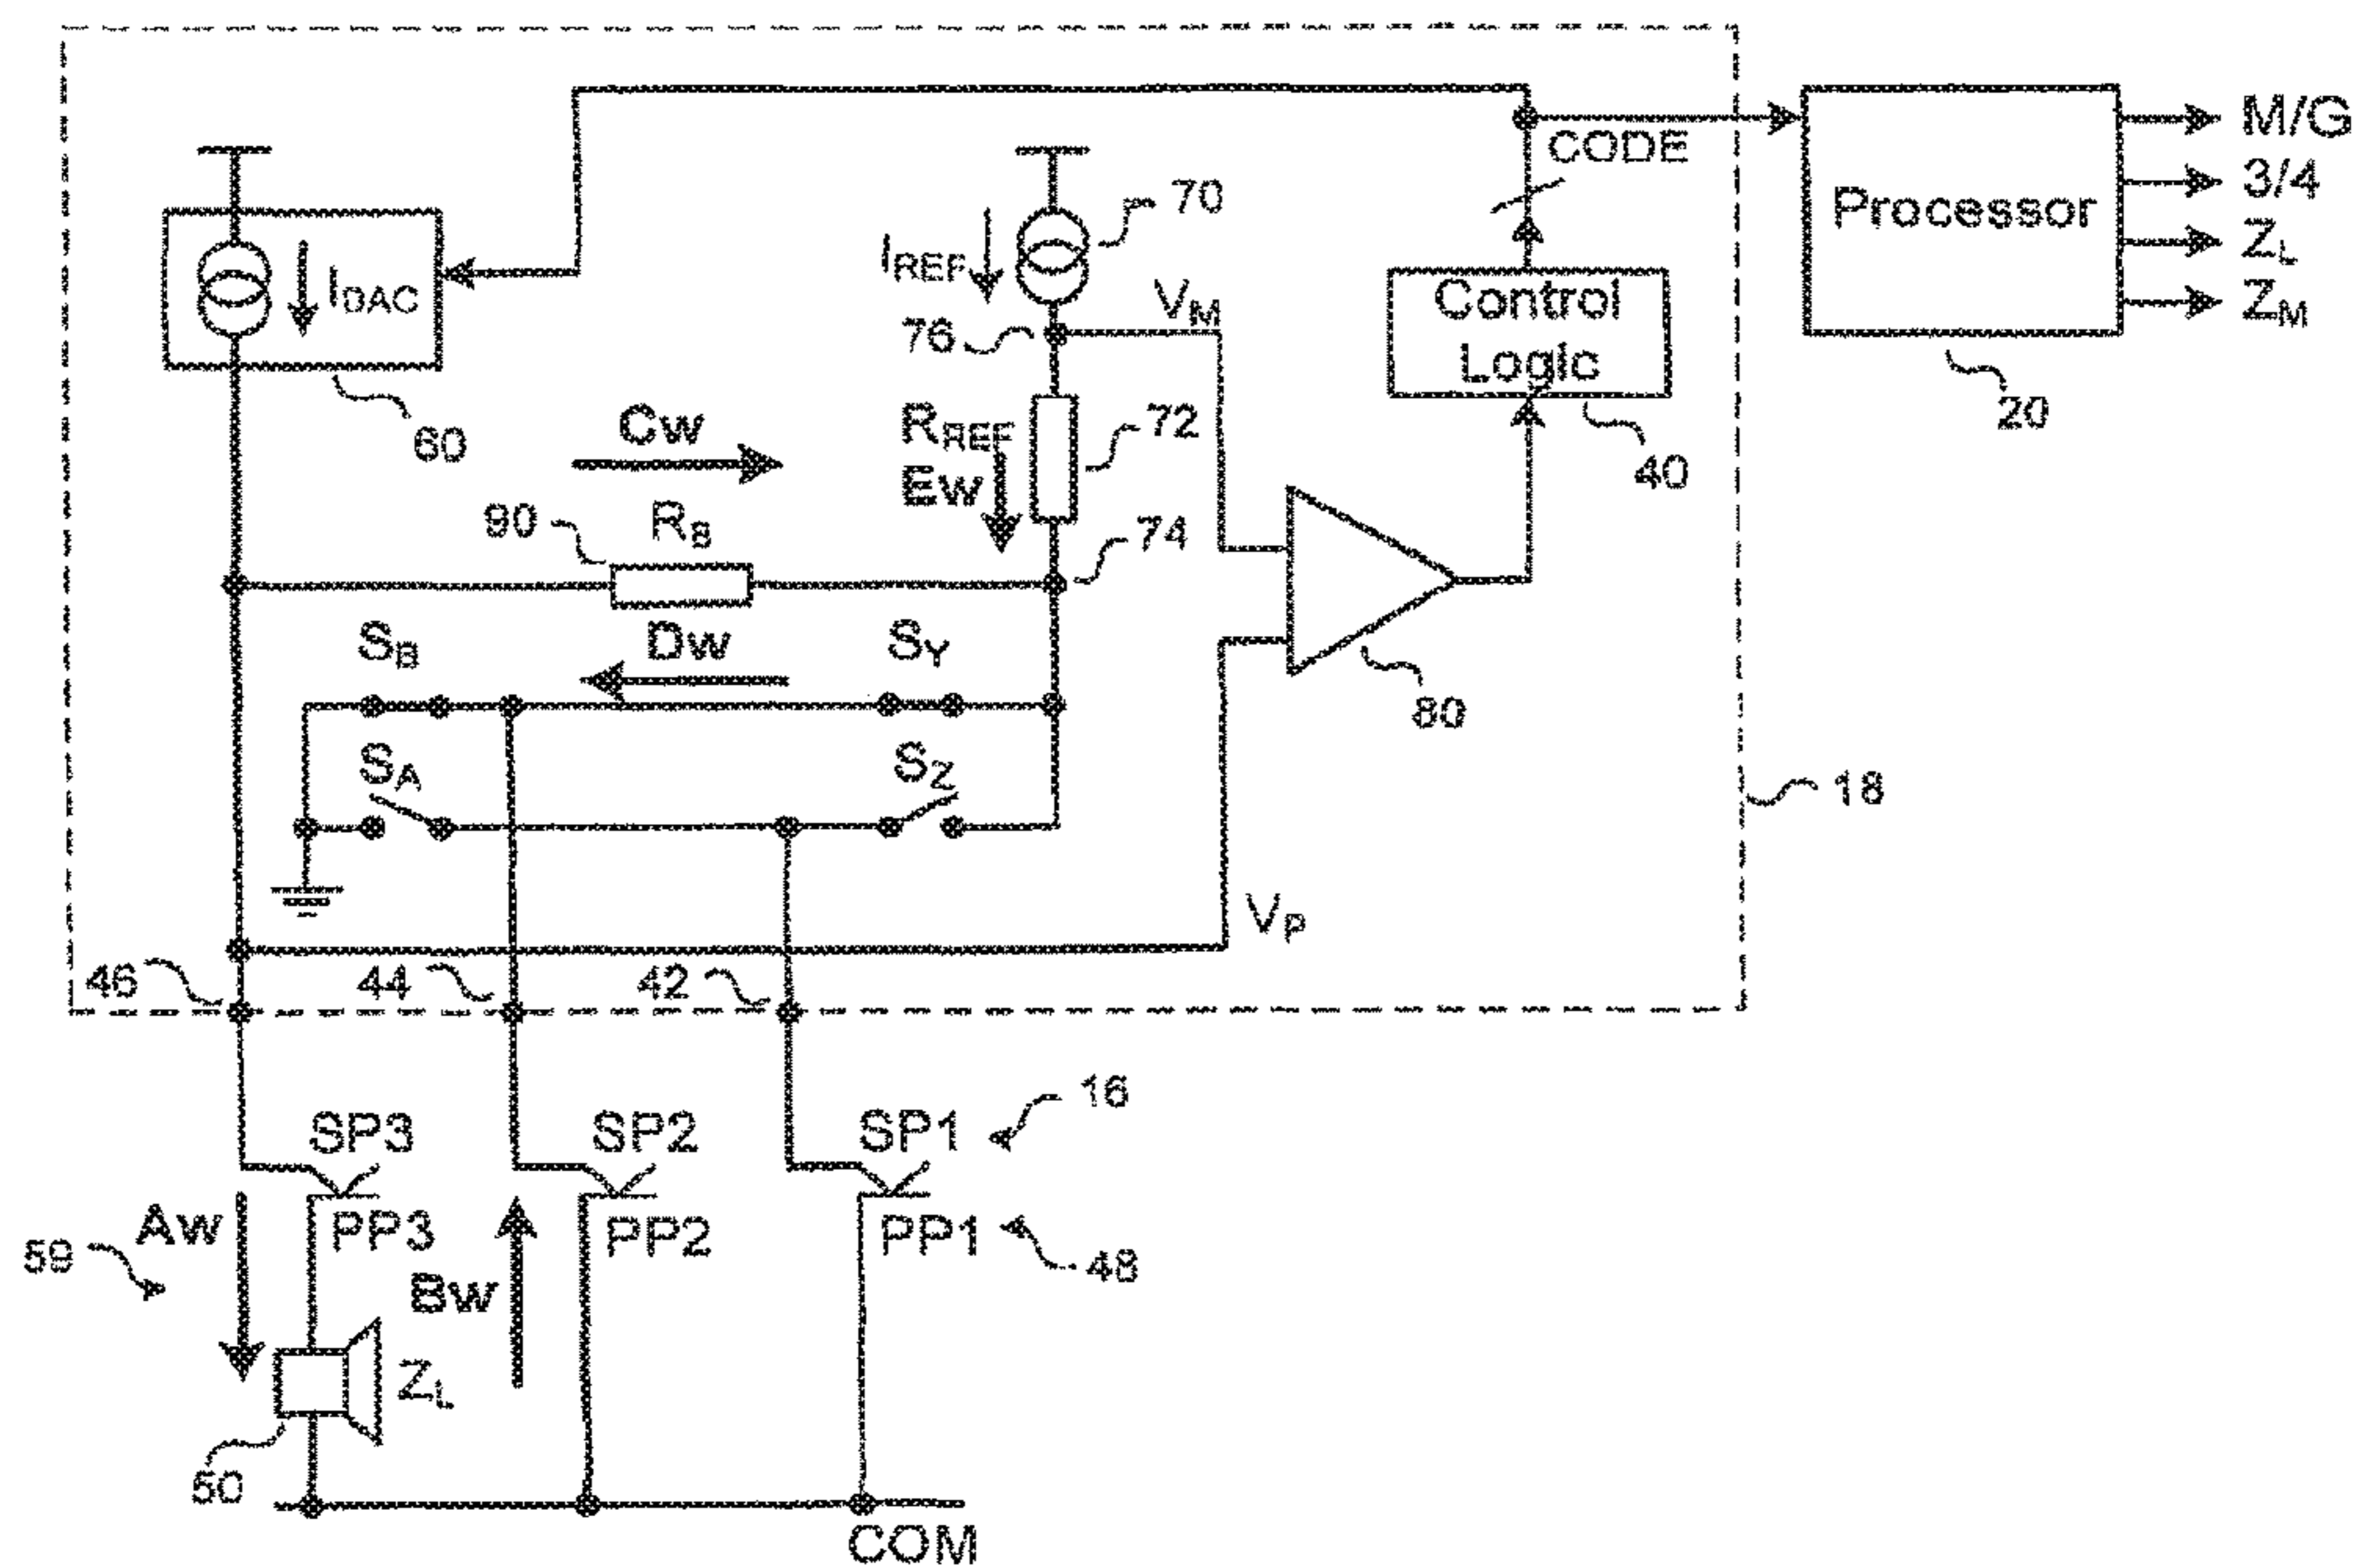 M/G
CODE
3/4
70
Processor
ZL
IDAC
IREF
VM
Control
Logic
ZM
76
60
Cw
RREF
72
20
40
Ew
90
RB
74
SB
Dw
SY
80
SA
SZ
18
VP
46
44
42
16
SP3
SP2
SP1
Aw
PP3
PP2
PP1
48
59
Bw
ZL
50
COM